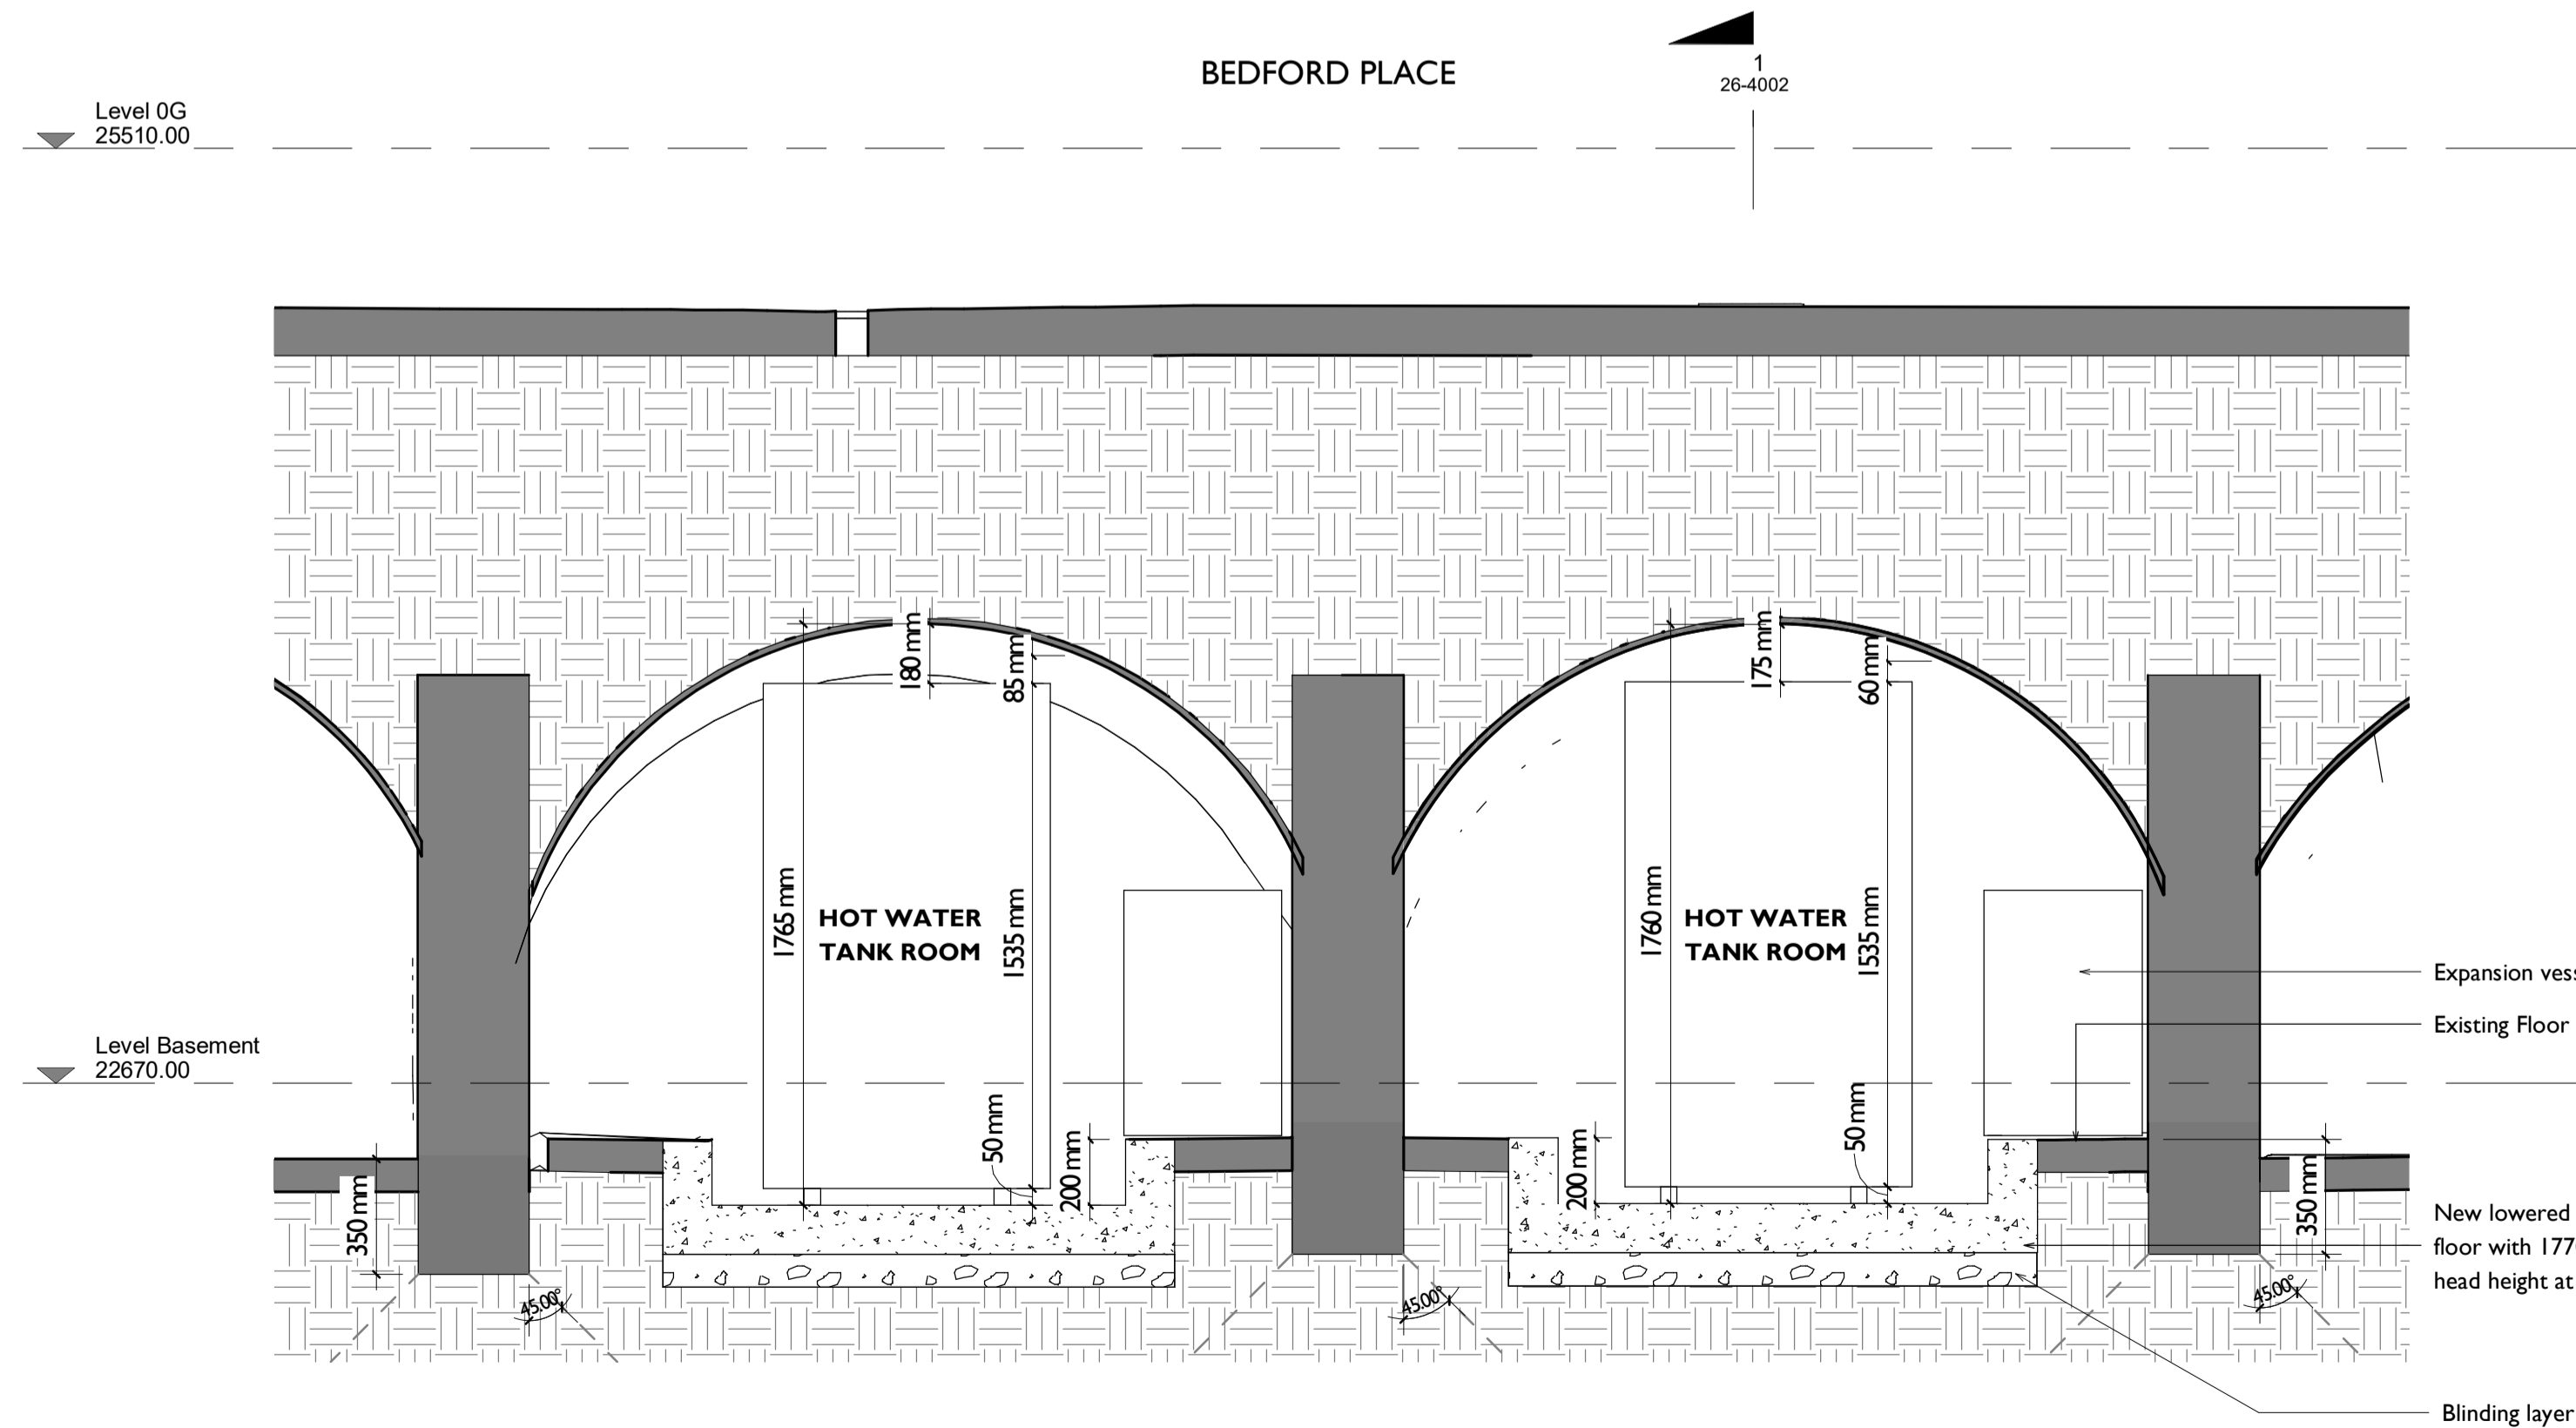 BEDFORD PLACE
1
26-4002
Level 0G
25510.00
180 mm
85 mm
175 mm
60 mm
1765 mm
HOT WATER
TANK ROOM
1535 mm
1760 mm
HOT WATER
TANK ROOM
1535 mm
Expansion vess
Existing Floor
Level Basement
22670.00
50 mm
200 mm
50 mm
200 mm
350 mm
350 mm
New lowered
floor with 177
head height at
45.00°
45.00°
45.00°
Blinding layer